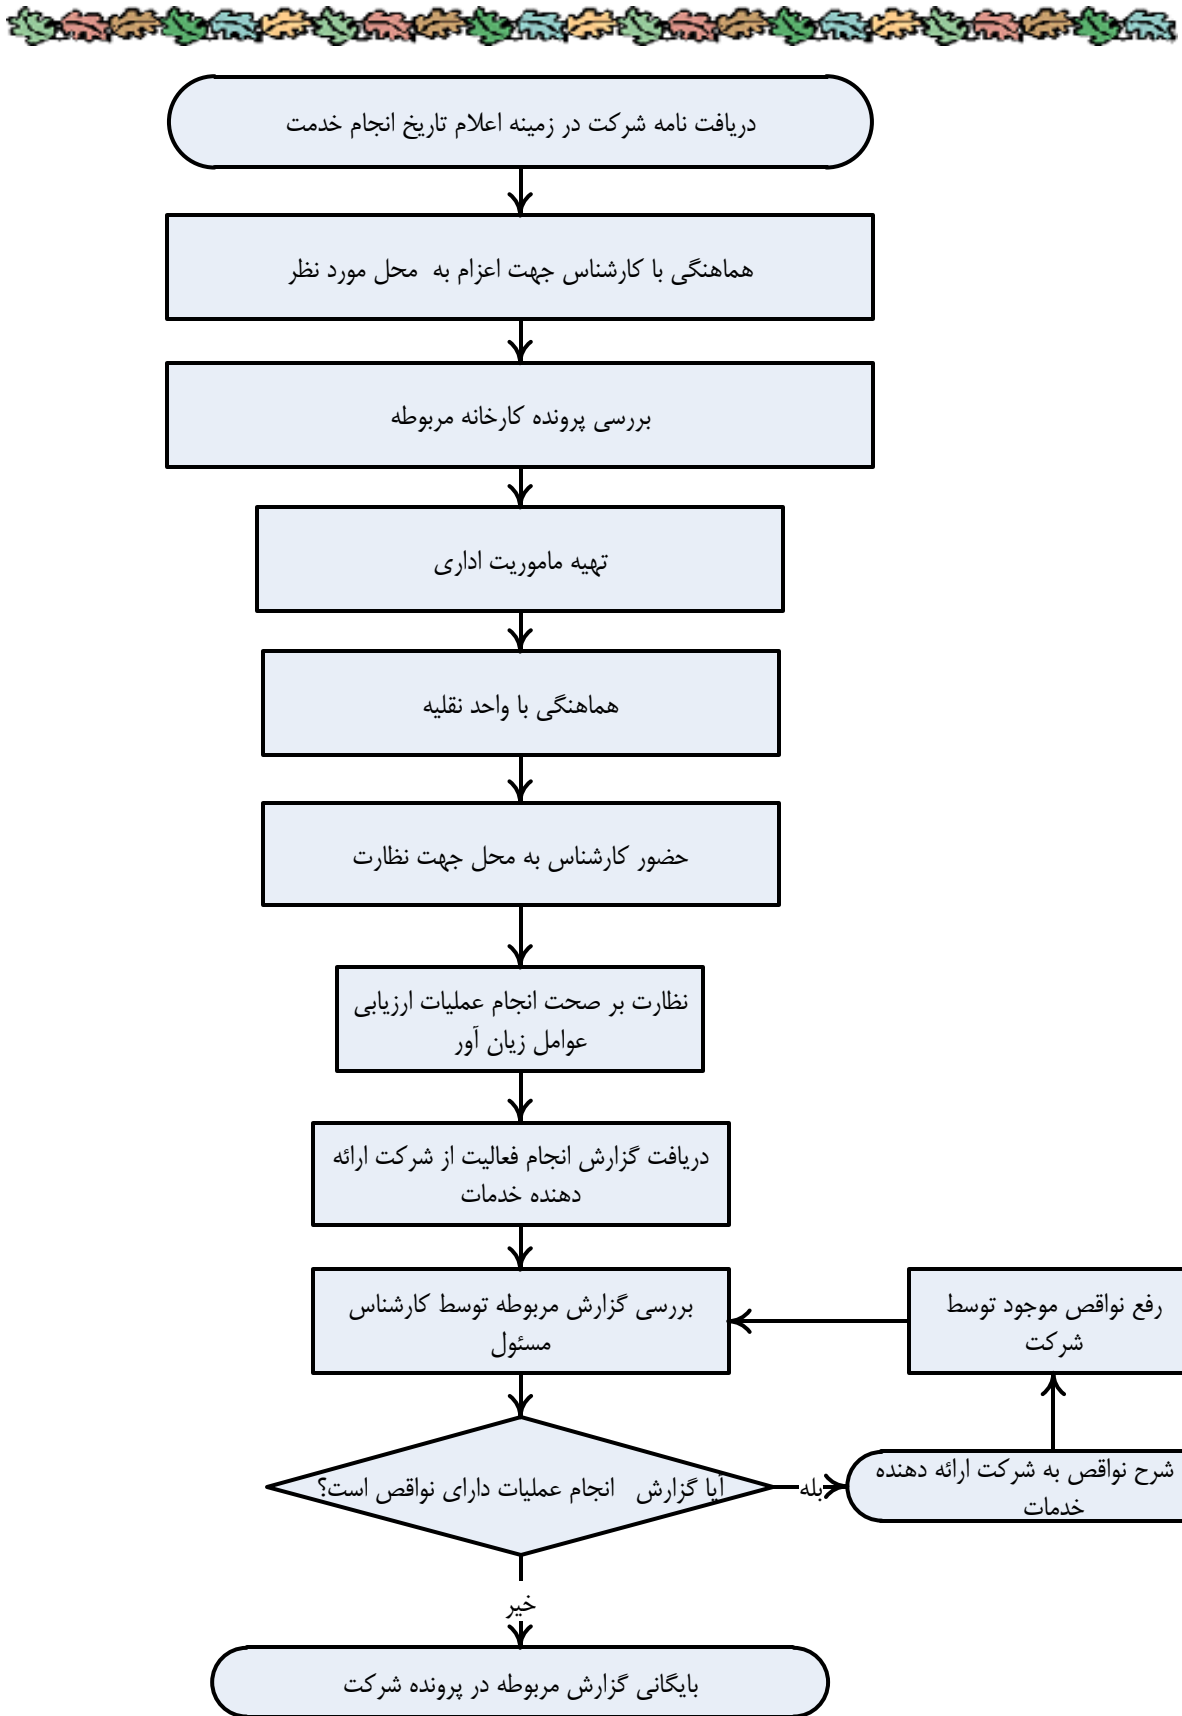 دریافت نامه شرکت در زمینه اعلام تاریخ انجام خدمت
هماهنگی با کارشناس جهت اعزام به محل مورد نظر
بررسی پرونده کارخانه مربوطه
تهیه ماموریت اداری
هماهنگی با واحد نقلیه
حضور کارشناس به محل جهت نظارت
نظارت بر صحت انجام عملیات ارزیابی
عوامل زیان آور
دریافت گزارش انجام فعالیت از شرکت ارائه
دهنده خدمات
بررسی گزارش مربوطه توسط کارشناس
مسئول
رفع نواقص موجود توسط
شرکت
آیا گزارش انجام عملیات دارای نواقص است؟
بله
شرح نواقص به شرکت ارائه دهنده
خدمات
خیر
بایگانی گزارش مربوطه در پرونده شرکت